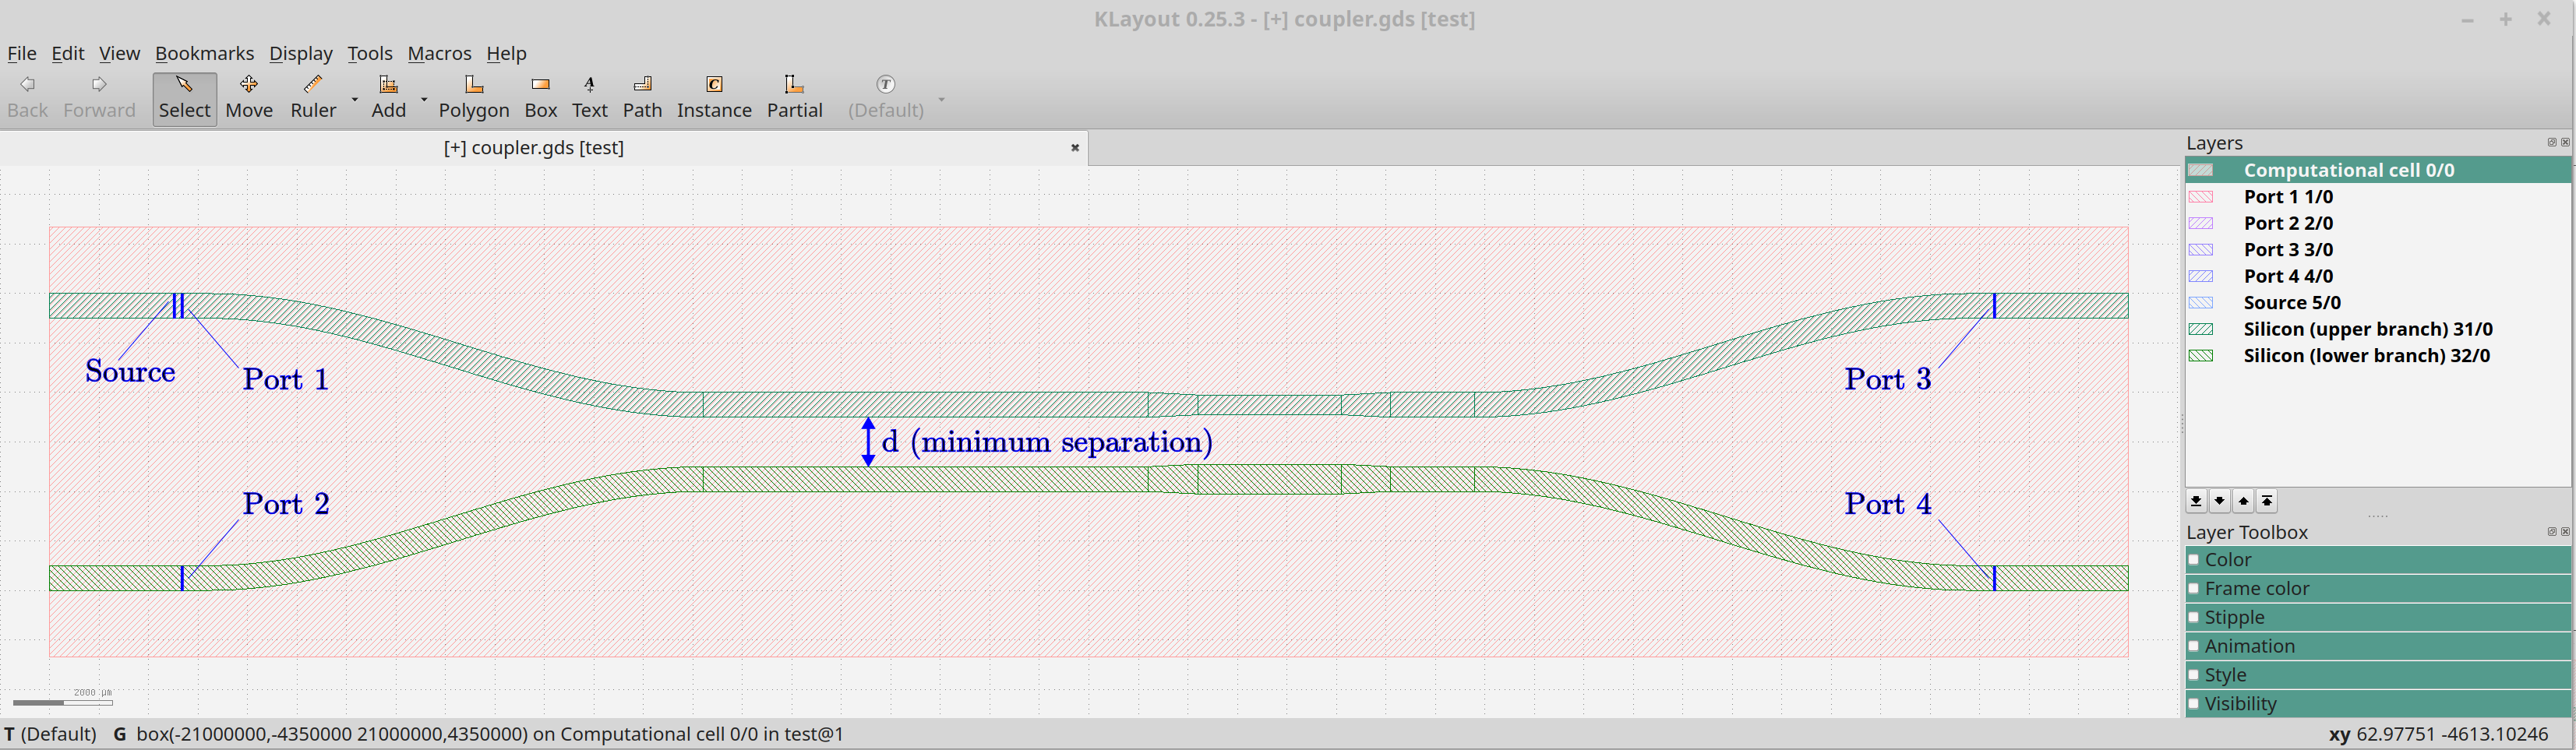 KLayout 0.25.3 - [+] coupler.gds [test]
File Edit View Bookmarks Display Tools Macros Help
Back Forward Select Move Ruler Add Polygon Box Text Path Instance Partial (Default)
[+] coupler.gds [test]
Layers
Computational cell 0/0
Port 1 1/0
Port 2 2/0
Port 3 3/0
Port 4 4/0
Source 5/0
Silicon (upper branch) 31/0
Silicon (lower branch) 32/0
Source
Port 1
Port 3
d (minimum separation)
Port 2
Port 4
Layer Toolbox
Color
Frame color
Stipple
Animation
Style
Visibility
2000 µm
T (Default) G box(-21000000,-4350000 21000000,4350000) on Computational cell 0/0 in test@1
xy 62.97751 -4613.10246